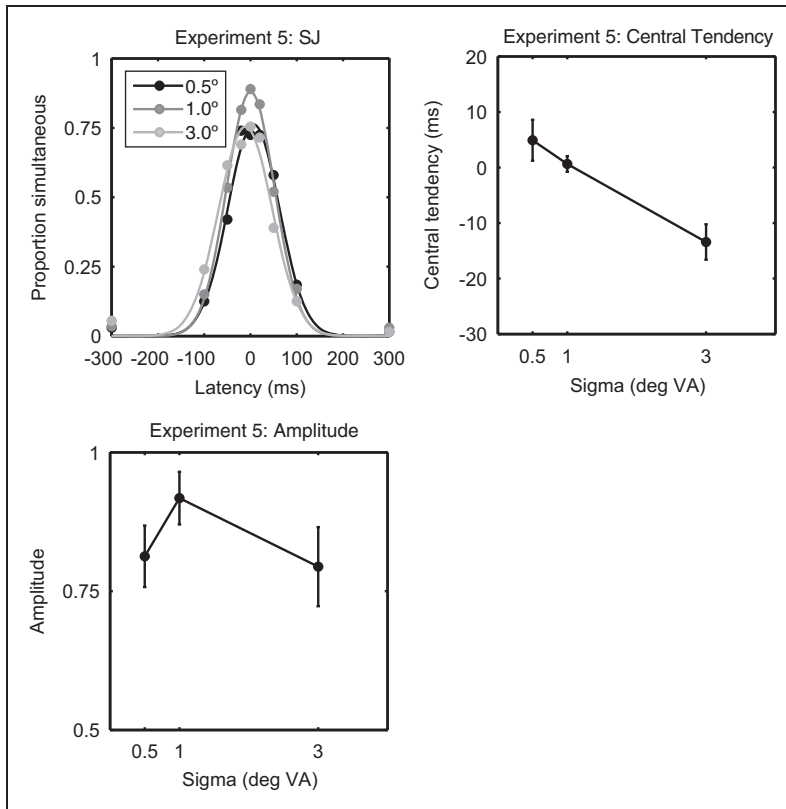 Experiment 5: SJ
1
0.75
0.5
0.25
0
Proportion simultaneous
0.5º
1.0º
3.0º
-300 -200 -100 0 100 200 300
Latency (ms)
Experiment 5: Central Tendency
20
10
0
-10
-20
-30
Central tendency (ms)
0.5 1 3
Sigma (deg VA)
Experiment 5: Amplitude
1
0.75
0.5
Amplitude
0.5 1 3
Sigma (deg VA)